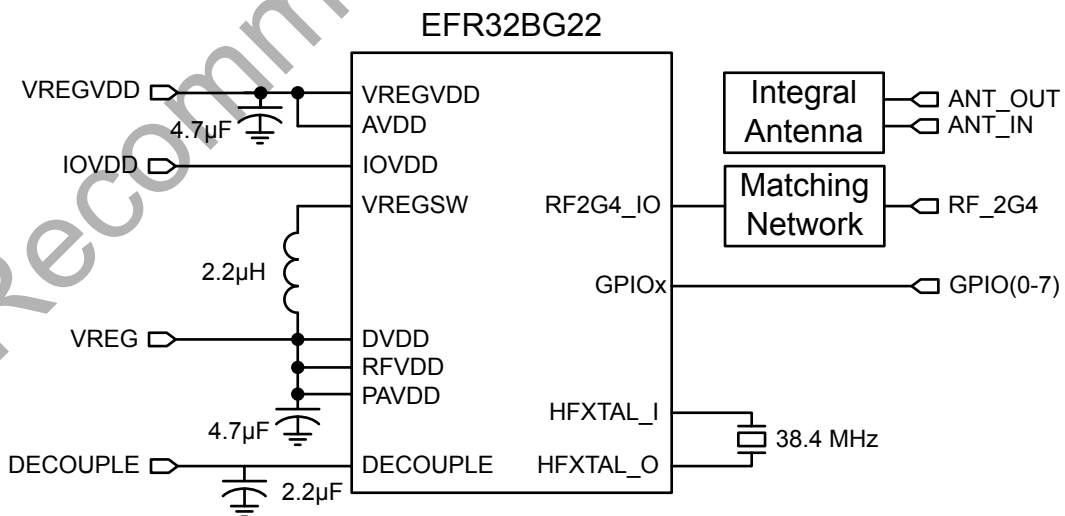 EFR32BG22
VREGVDD
4.7µF
VREGVDD
AVDD
IOVDD
IOVDD
VREGSW
2.2µH
VREG
DVDD
RFVDD
PAVDD
4.7µF
DECOUPLE
DECOUPLE
2.2µF
Integral
Antenna
ANT_OUT
ANT_IN
RF2G4_IO
Matching
Network
RF_2G4
GPIOx
GPIO(0-7)
HFXTAL_I
38.4 MHz
HFXTAL_O
Recomm